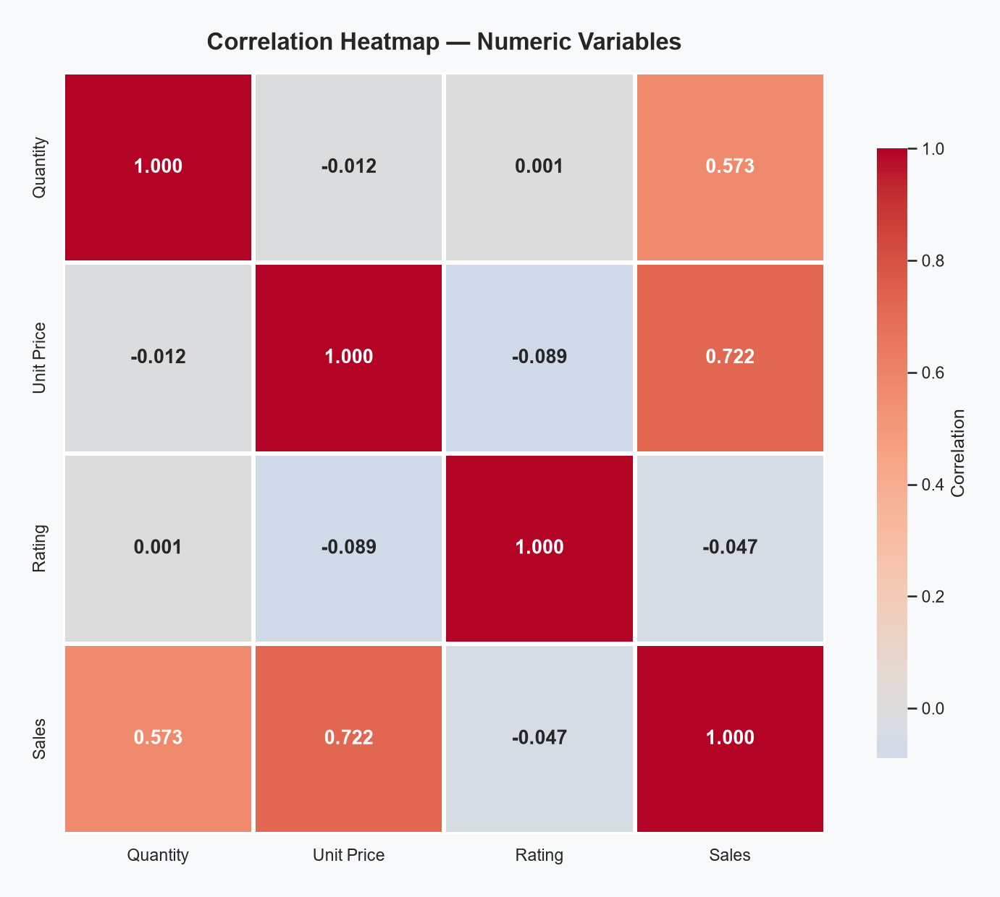 Correlation Heatmap — Numeric Variables
Quantity
1.000
-0.012
0.001
0.573
Unit Price
-0.012
1.000
-0.089
0.722
Rating
0.001
-0.089
1.000
-0.047
Sales
0.573
0.722
-0.047
1.000
Quantity
Unit Price
Rating
Sales
1.0
0.8
0.6
0.4
0.2
0.0
Correlation